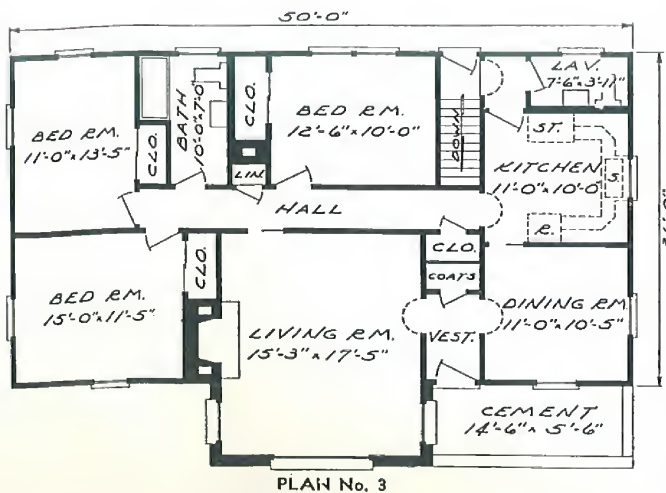 50'-0"
BED RM.
11'-0" x 13'-5"
CLO.
BATH
10'-0" x 7'-0"
CLO.
LIN.
BED RM.
12'-6" x 10'-0"
DOWN
LAV.
7'-6" x 3'-11"
ST.
KITCHEN
11'-0" x 10'-0"
S.
R.
HALL
CLO.
COATS
BED RM.
15'-0" x 11'-5"
CLO.
LIVING RM.
15'-3" x 17'-5"
VEST.
DINING RM.
11'-0" x 10'-5"
CEMENT
14'-6" x 5'-6"
PLAN No. 3